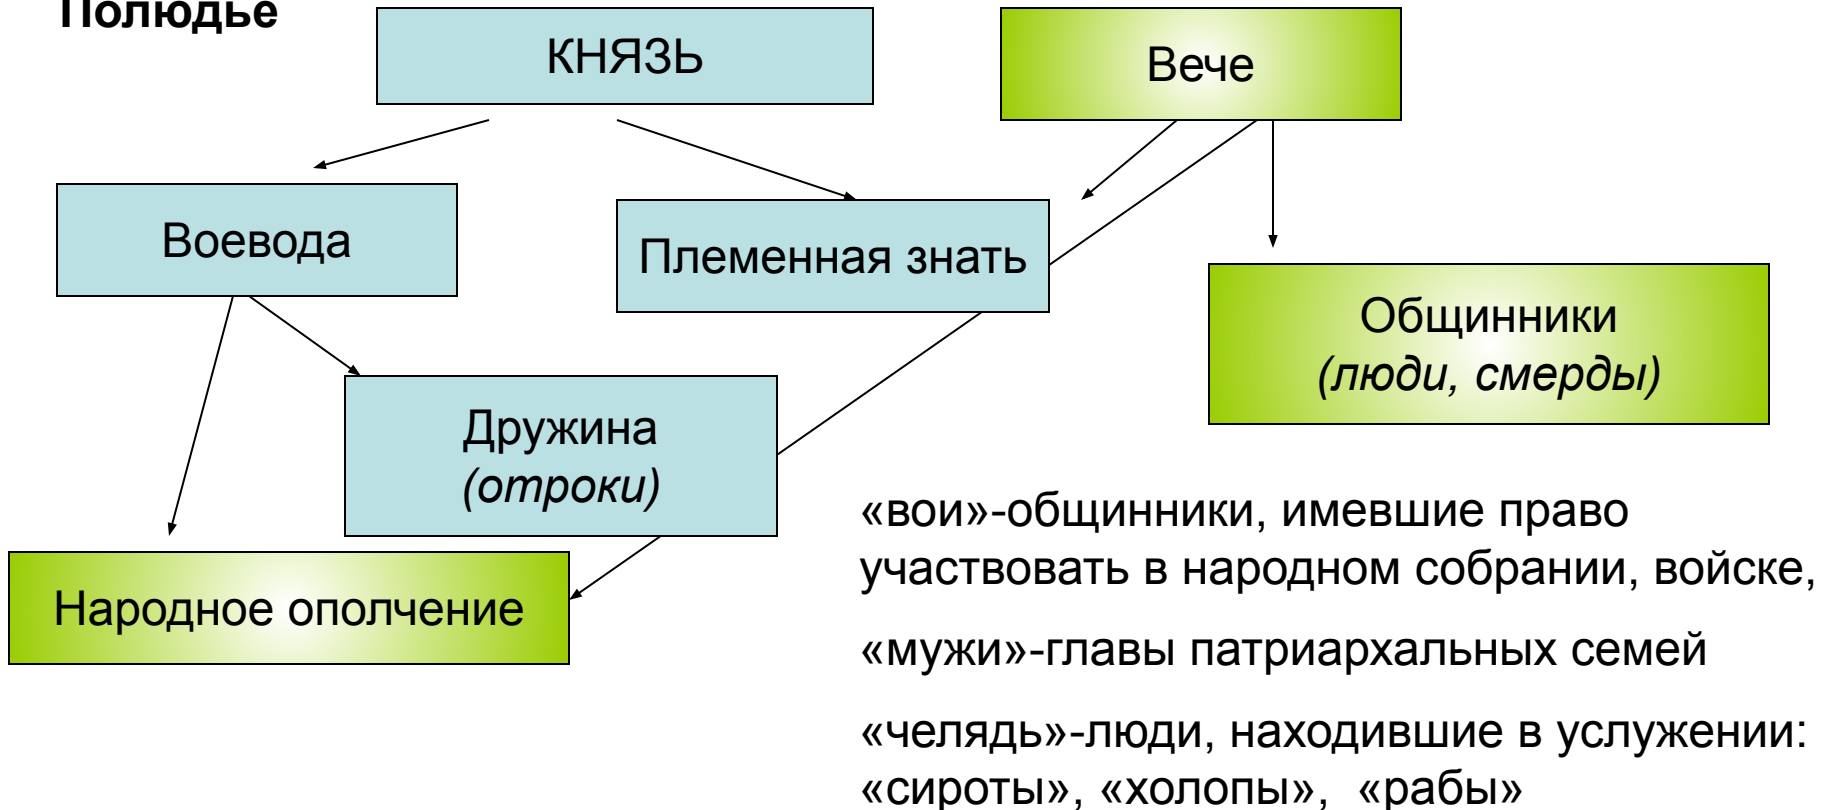 Полюдье
КНЯЗЬ
Вече
Воевода
Племенная знать
Общинники
(люди, смерды)
Дружина
(отроки)
Народное ополчение
«вои»-общинники, имевшие право
участвовать в народном собрании, войске,
«мужи»-главы патриархальных семей
«челядь»-люди, находившие в услужении:
«сироты», «холопы», «рабы»